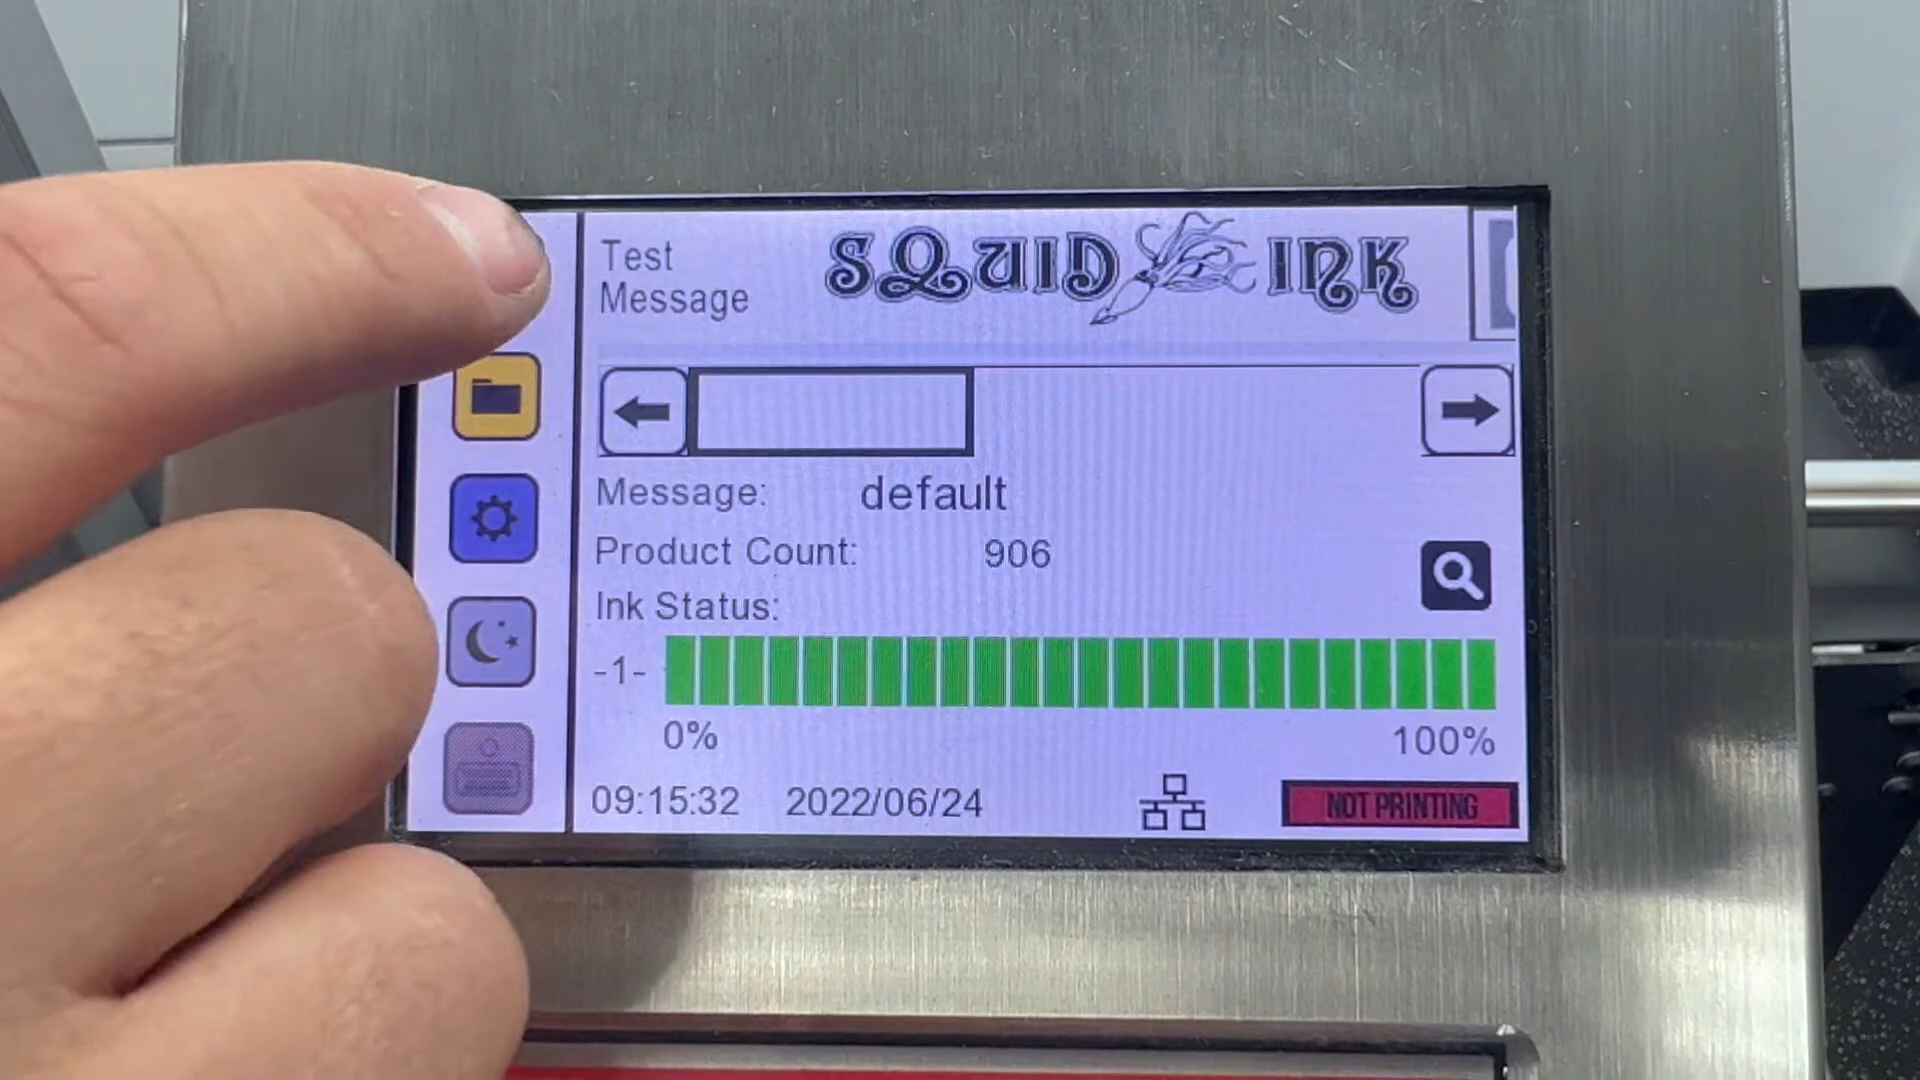 Test
Message
SQUID INK
Message: default
Product Count: 906
Ink Status:
-1-
0% 100%
09:15:32 2022/06/24 NOT PRINTING